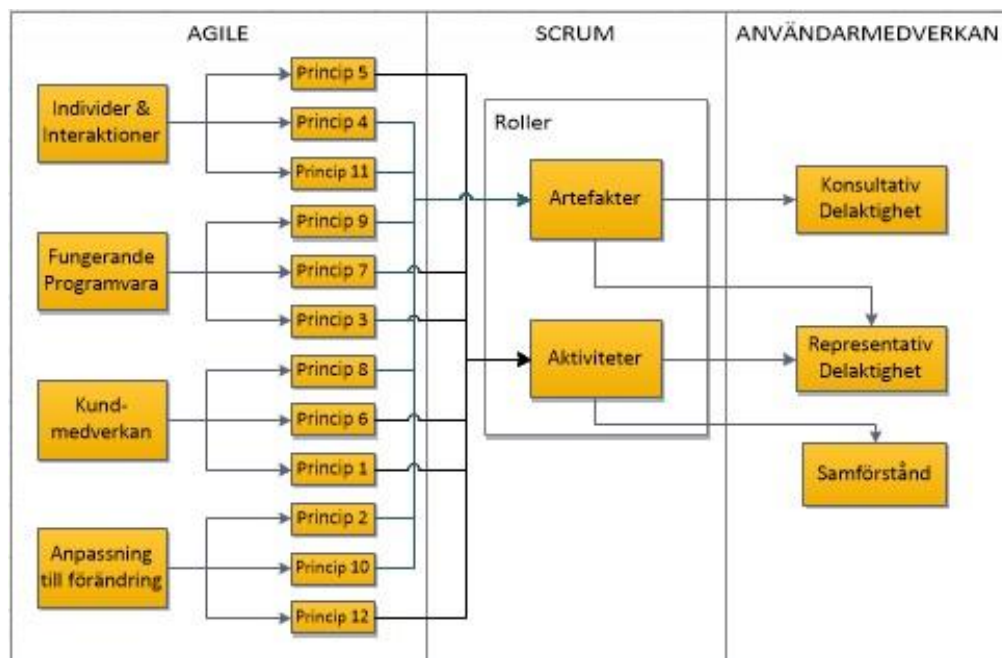 AGILE
SCRUM
ANVÄNDARMEDVERKAN
Individer &
Interaktioner
Princip 5
Princip 4
Princip 11
Fungerande
Programvara
Princip 9
Princip 7
Princip 3
Kund-
medverkan
Princip 8
Princip 6
Princip 1
Anpassning
till förändring
Princip 2
Princip 10
Princip 12
Roller
Artefakter
Aktiviteter
Konsultativ
Delaktighet
Representativ
Delaktighet
Samförstånd